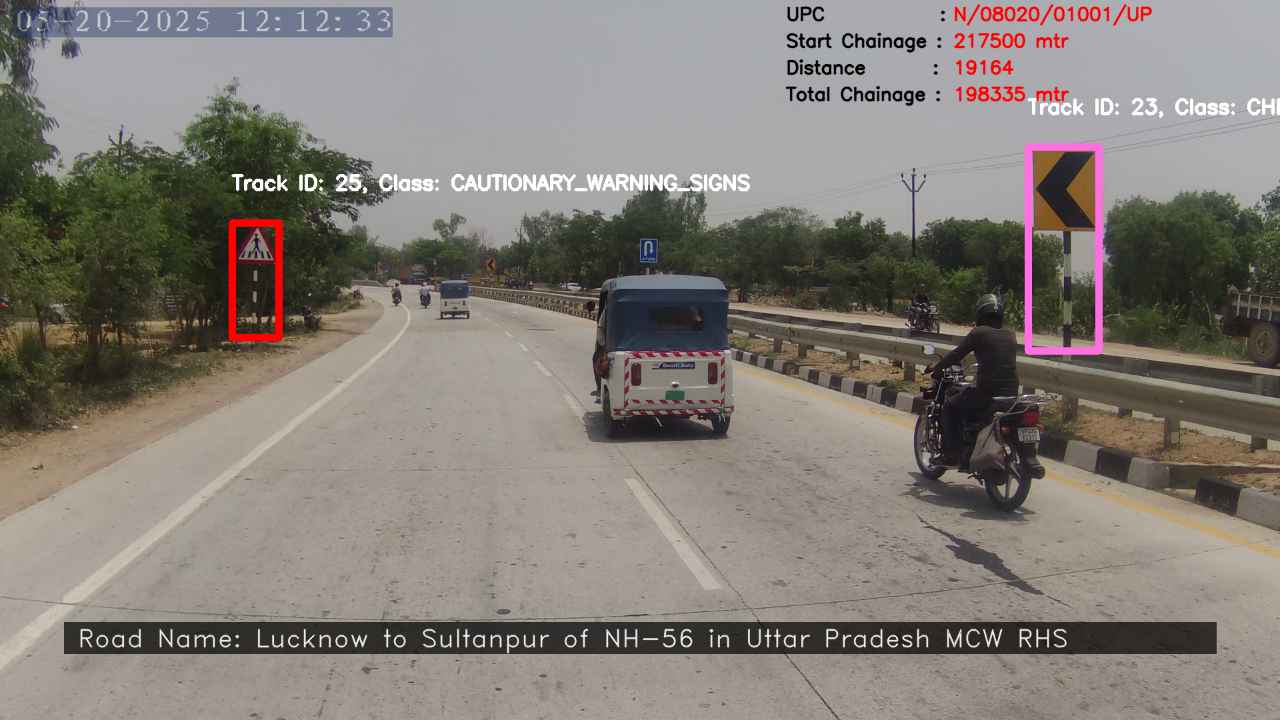 05-20-2025 12:12:33
UPC : N/08020/01001/UP
Start Chainage : 217500 mtr
Distance : 19164
Total Chainage : 198335 mtr
Track ID: 23, Class: CH
Track ID: 25, Class: CAUTIONARY_WARNING_SIGNS
Road Name: Lucknow to Sultanpur of NH-56 in Uttar Pradesh MCW RHS